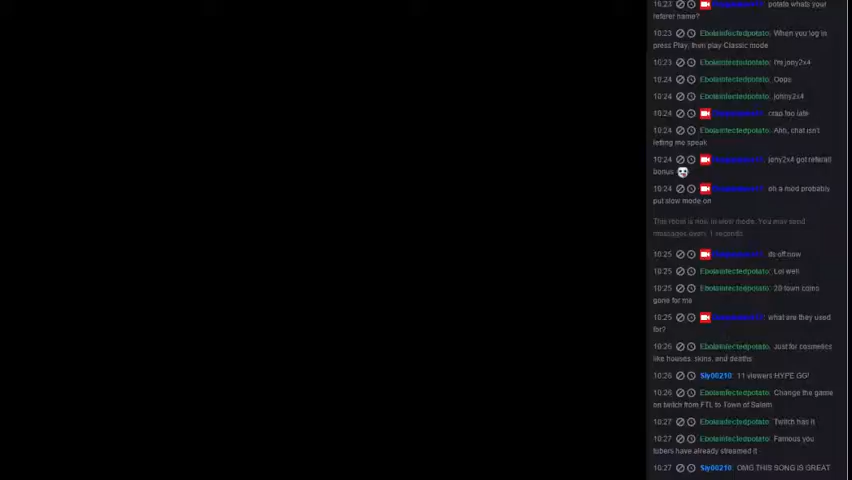 10:23 potato whats your
referer name?
10:23 Ebolainfectedpotato: When you log in
press Play, then play Classic mode
10:23 Ebolainfectedpotato: I'm jony2x4
10:24 Ebolainfectedpotato: Oops
10:24 Ebolainfectedpotato: jonny2x4
10:24 crap too late
10:24 Ebolainfectedpotato: Ahh, chat isn't
letting me speak
10:24 jony2x4 got referall
bonus
10:24 oh a mod probably
put slow mode on
This room is now in slow mode. You may send
messages every 1 seconds.
10:25 its off now
10:25 Ebolainfectedpotato: Lol well
10:25 Ebolainfectedpotato: 20 town coins
gone for me
10:25 what are they used
for?
10:26 Ebolainfectedpotato: Just for cosmetics
like houses, skins, and deaths
10:26 Sly00210: 11 viewers HYPE GG!
10:26 Ebolainfectedpotato: Change the game
on twitch from FTL to Town of Salem
10:27 Ebolainfectedpotato: Twitch has it
10:27 Ebolainfectedpotato: Famous you
tubers have already streamed it
10:27 Sly00210: OMG THIS SONG IS GREAT